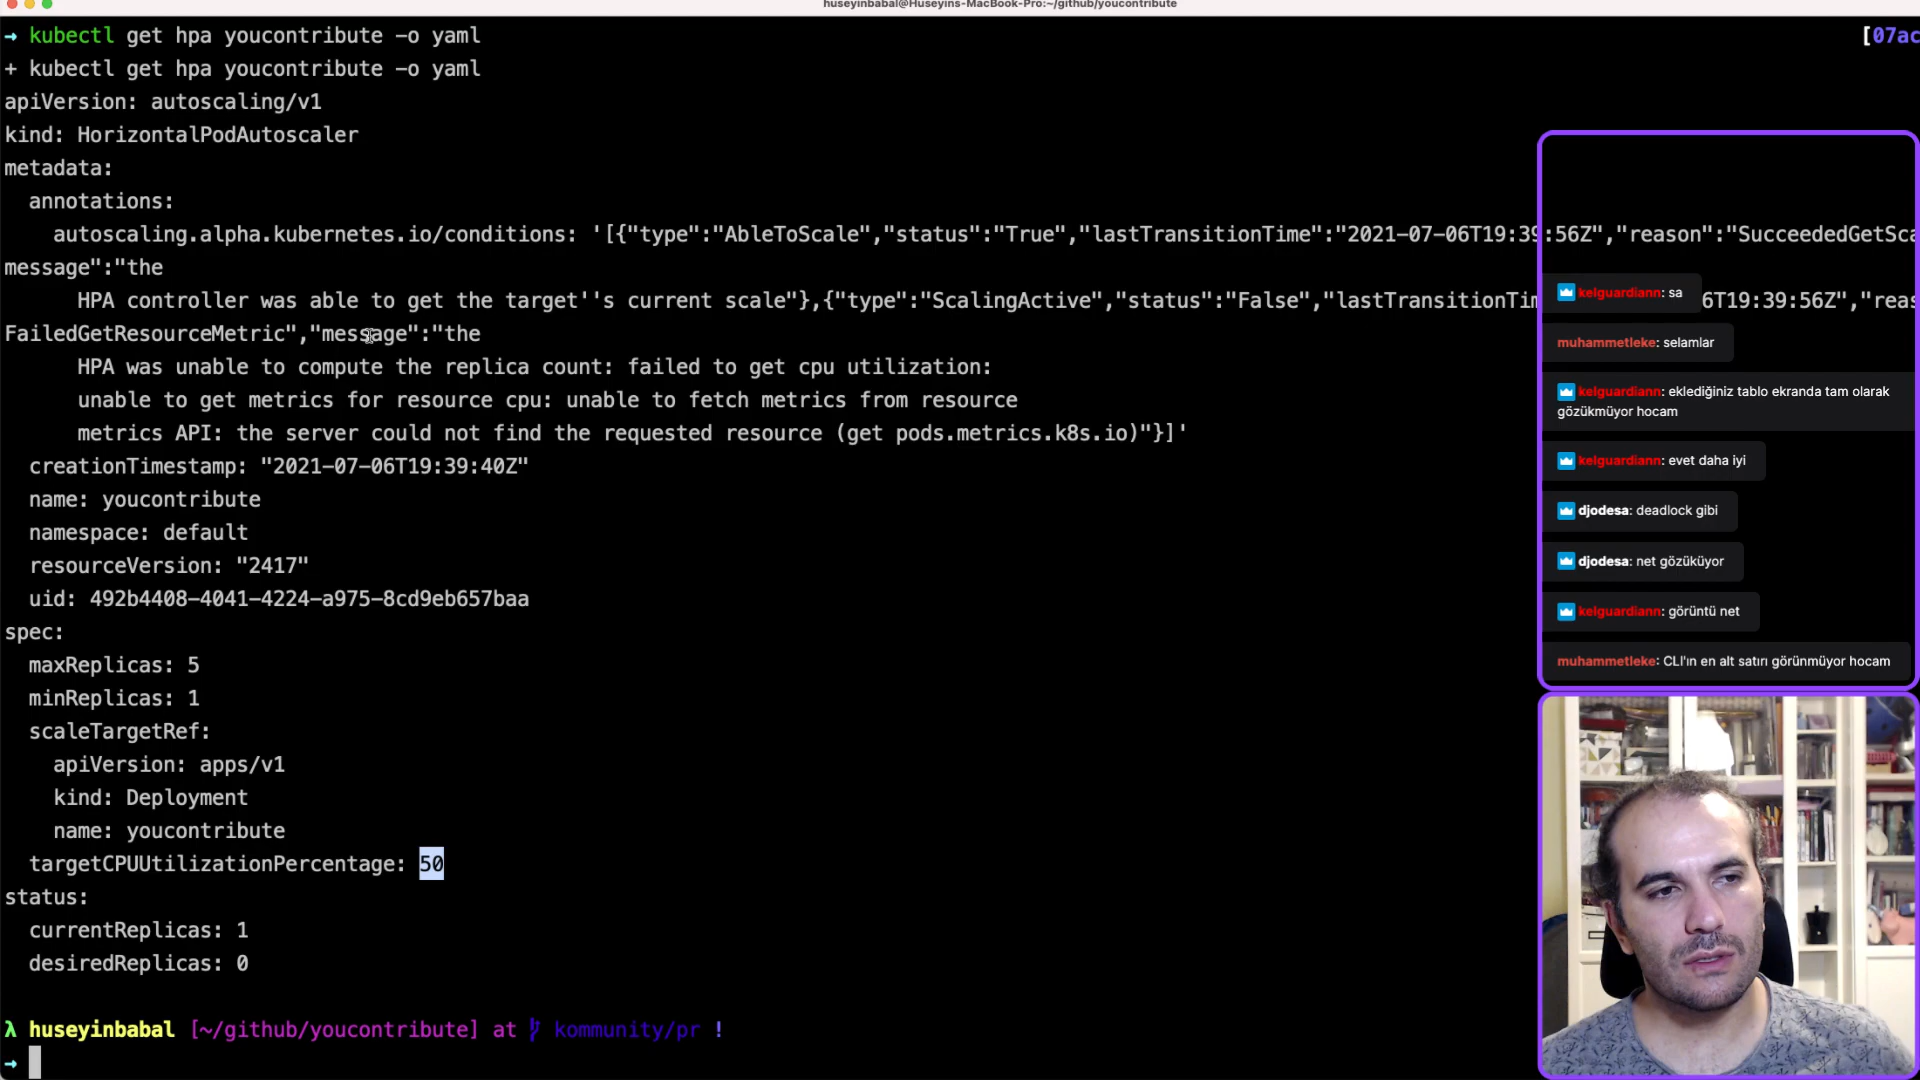 huseyinbabal@Huseyins-MacBook-Pro:~/github/youcontribute
→ kubectl get hpa youcontribute -o yaml
[07ac
+ kubectl get hpa youcontribute -o yaml
apiVersion: autoscaling/v1
kind: HorizontalPodAutoscaler
metadata:
  annotations:
    autoscaling.alpha.kubernetes.io/conditions: '[{"type":"AbleToScale","status":"True","lastTransitionTime":"2021-07-06T19:39:56Z","reason":"SucceededGetSca
message":"the
      HPA controller was able to get the target''s current scale"},{"type":"ScalingActive","status":"False","lastTransitionTim 6T19:39:56Z","reas
FailedGetResourceMetric","message":"the
      HPA was unable to compute the replica count: failed to get cpu utilization:
      unable to get metrics for resource cpu: unable to fetch metrics from resource
      metrics API: the server could not find the requested resource (get pods.metrics.k8s.io)"}]'
  creationTimestamp: "2021-07-06T19:39:40Z"
  name: youcontribute
  namespace: default
  resourceVersion: "2417"
  uid: 492b4408-4041-4224-a975-8cd9eb657baa
spec:
  maxReplicas: 5
  minReplicas: 1
  scaleTargetRef:
    apiVersion: apps/v1
    kind: Deployment
    name: youcontribute
  targetCPUUtilizationPercentage: 50
status:
  currentReplicas: 1
  desiredReplicas: 0
λ huseyinbabal [~/github/youcontribute] at kommunity/pr !
→
kelguardiann: sa
muhammetleke: selamlar
kelguardiann: eklediğiniz tablo ekranda tam olarak
gözükmüyor hocam
kelguardiann: evet daha iyi
djodesa: deadlock gibi
djodesa: net gözüküyor
kelguardiann: görüntü net
muhammetleke: CLI'ın en alt satırı görünmüyor hocam